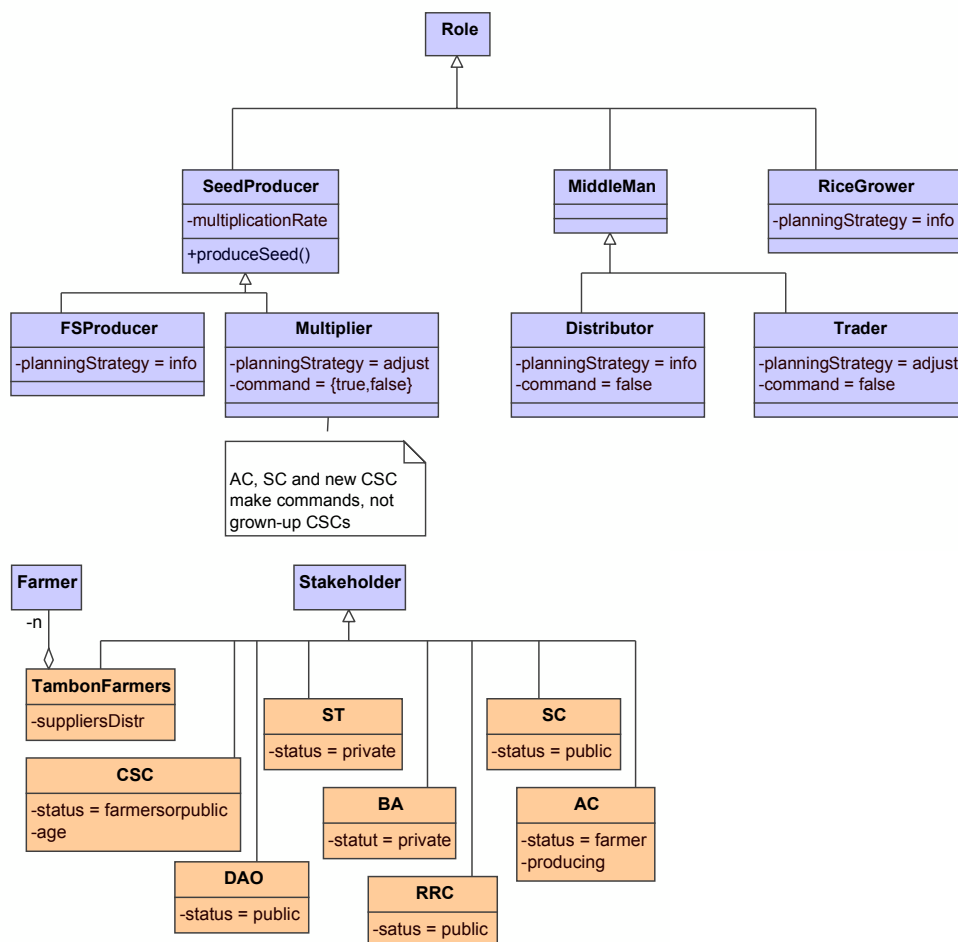 Role
SeedProducer
-multiplicationRate
+produceSeed()
MiddleMan
RiceGrower
-planningStrategy = info
FSProducer
-planningStrategy = info
Multiplier
-planningStrategy = adjust
-command = {true,false}
Distributor
-planningStrategy = info
-command = false
Trader
-planningStrategy = adjust
-command = false
AC, SC and new CSC
make commands, not
grown-up CSCs
Farmer
-n
Stakeholder
TambonFarmers
-suppliersDistr
ST
-status = private
SC
-status = public
CSC
-status = farmersorpublic
-age
BA
-statut = private
AC
-status = farmer
-producing
DAO
-status = public
RRC
-satus = public